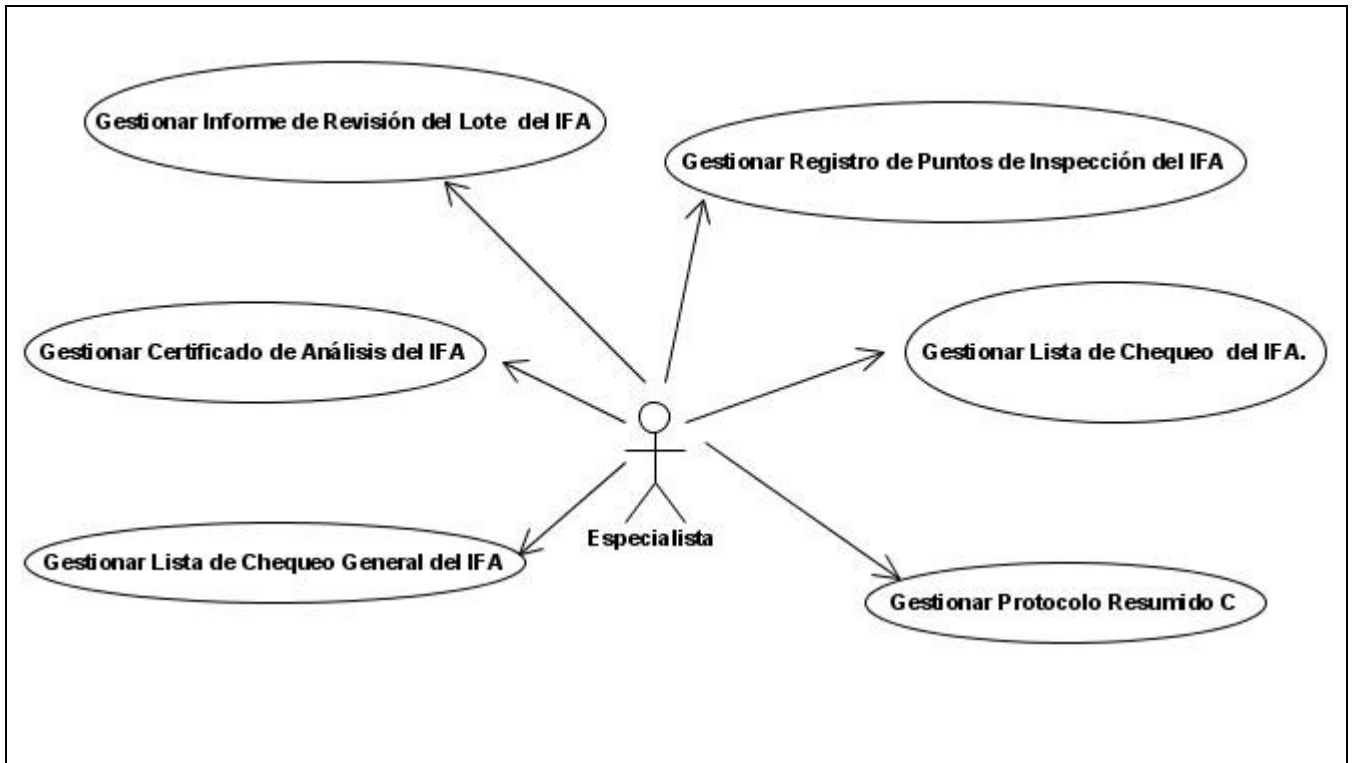 Gestionar Informe de Revisión del Lote del IFA
Gestionar Registro de Puntos de Inspección del IFA
Gestionar Certificado de Análisis del IFA
Gestionar Lista de Chequeo del IFA.
Especialista
Gestionar Lista de Chequeo General del IFA
Gestionar Protocolo Resumido C